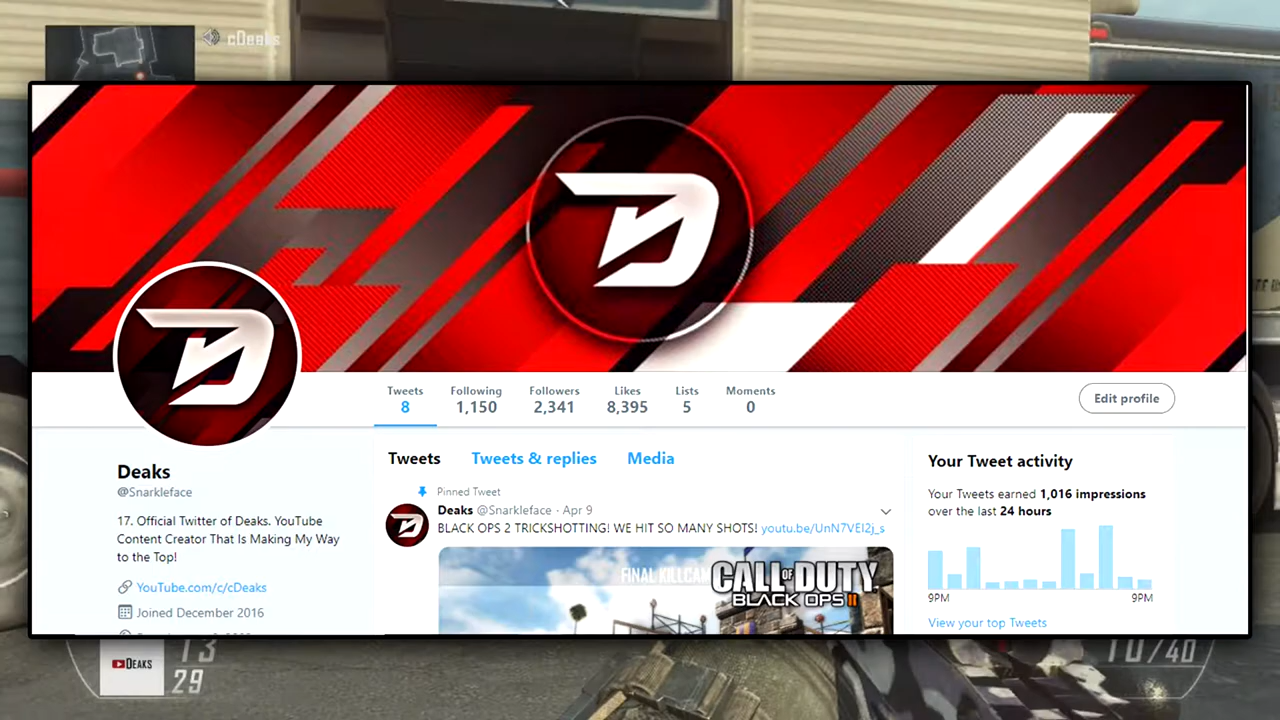 cDeaks
Tweets
8
Following
1,150
Followers
2,341
Likes
8,395
Lists
5
Moments
0
Edit profile
Deaks
@Snarkleface
17. Official Twitter of Deaks. YouTube
Content Creator That Is Making My Way
to the Top!
YouTube.com/c/cDeaks
Joined December 2016
Tweets
Tweets & replies
Media
Pinned Tweet
Deaks @Snarkleface · Apr 9
BLACK OPS 2 TRICKSHOTTING! WE HIT SO MANY SHOTS! youtu.be/UnN7VEI2j_s
FINAL KILLCAM
CALL OF DUTY
BLACK OPS II
Your Tweet activity
Your Tweets earned 1,016 impressions
over the last 24 hours
9PM
9PM
View your top Tweets
DEAKS
13
29
10/40